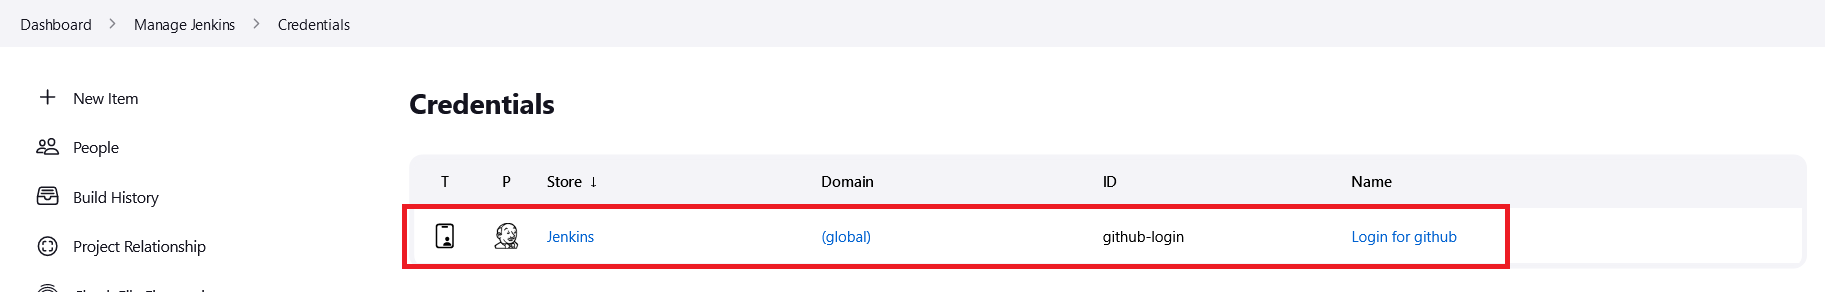 Dashboard > Manage Jenkins > Credentials
New Item
People
Build History
Project Relationship
Credentials
T P Store ↓ Domain ID Name
Jenkins (global) github-login Login for github